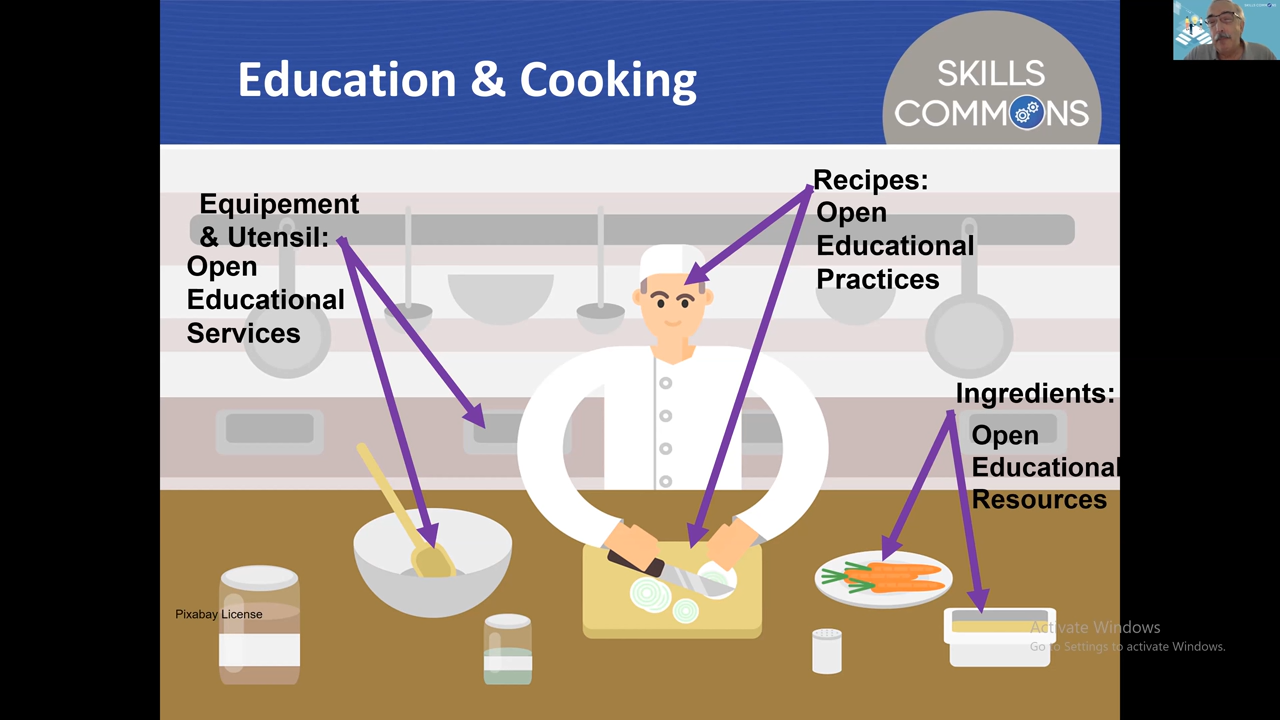 Education & Cooking
SKILLS
COMMONS
Equipement
& Utensil:
Open
Educational
Services
Recipes:
Open
Educational
Practices
Ingredients:
Open
Educational
Resources
Pixabay License
Activate Windows
Go to Settings to activate Windows.